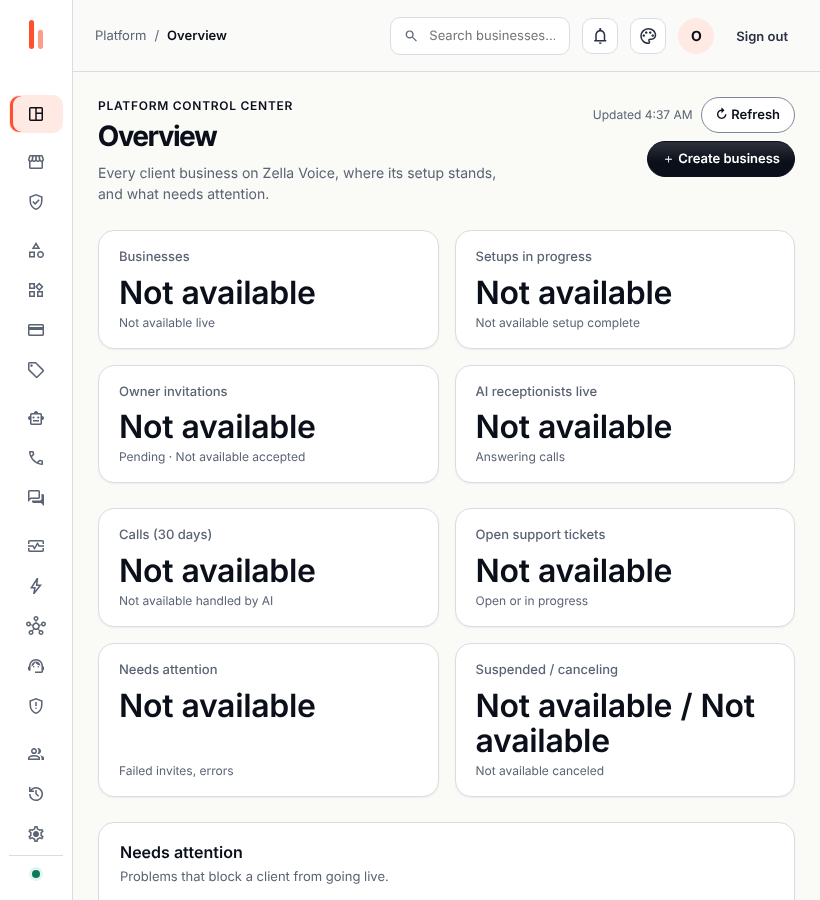 Platform / Overview
Search businesses...
O
Sign out
PLATFORM CONTROL CENTER
Overview
Every client business on Zella Voice, where its setup stands,
and what needs attention.
Updated 4:37 AM
Refresh
+ Create business
Businesses
Not available
Not available live
Setups in progress
Not available
Not available setup complete
Owner invitations
Not available
Pending · Not available accepted
AI receptionists live
Not available
Answering calls
Calls (30 days)
Not available
Not available handled by AI
Open support tickets
Not available
Open or in progress
Needs attention
Not available
Failed invites, errors
Suspended / canceling
Not available / Not
available
Not available canceled
Needs attention
Problems that block a client from going live.